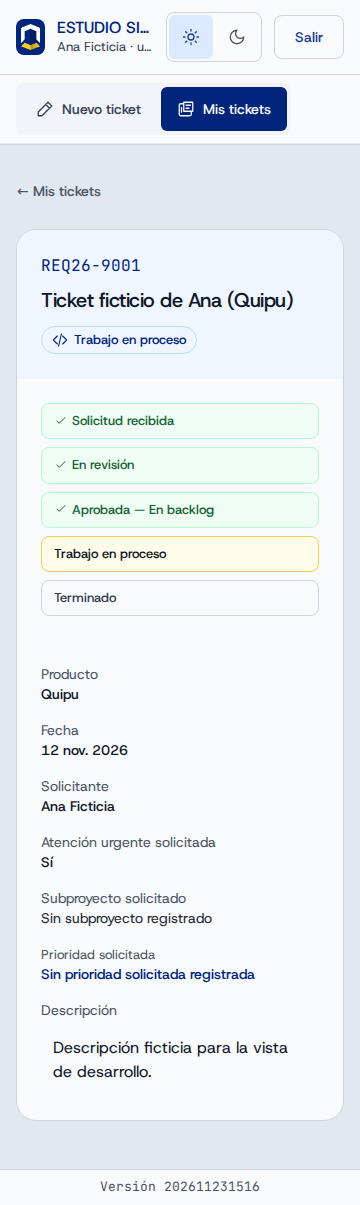 ESTUDIO SI...
Ana Ficticia · u...
Salir
Nuevo ticket
Mis tickets
← Mis tickets
REQ26-9001
Ticket ficticio de Ana (Quipu)
Trabajo en proceso
✓ Solicitud recibida
✓ En revisión
✓ Aprobada — En backlog
Trabajo en proceso
Terminado
Producto
Quipu
Fecha
12 nov. 2026
Solicitante
Ana Ficticia
Atención urgente solicitada
Sí
Subproyecto solicitado
Sin subproyecto registrado
Prioridad solicitada
Sin prioridad solicitada registrada
Descripción
Descripción ficticia para la vista
de desarrollo.
Versión 202611231516